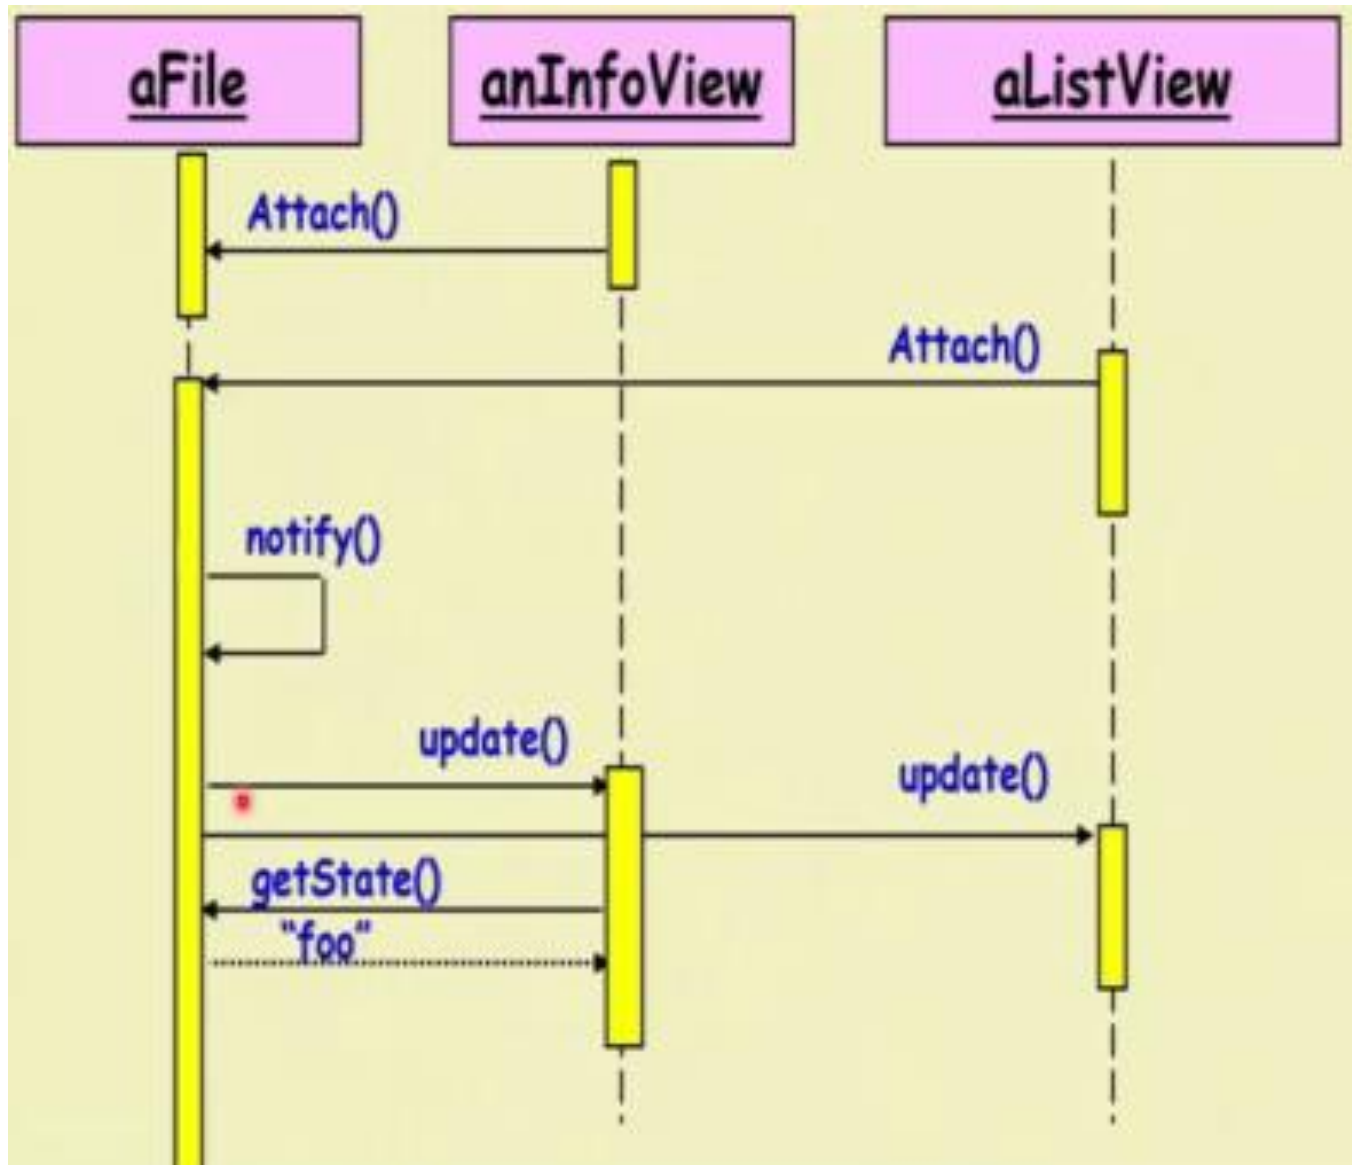 aFile
anInfoView
aListView
Attach()
Attach()
notify()
update()
update()
getState()
“foo”